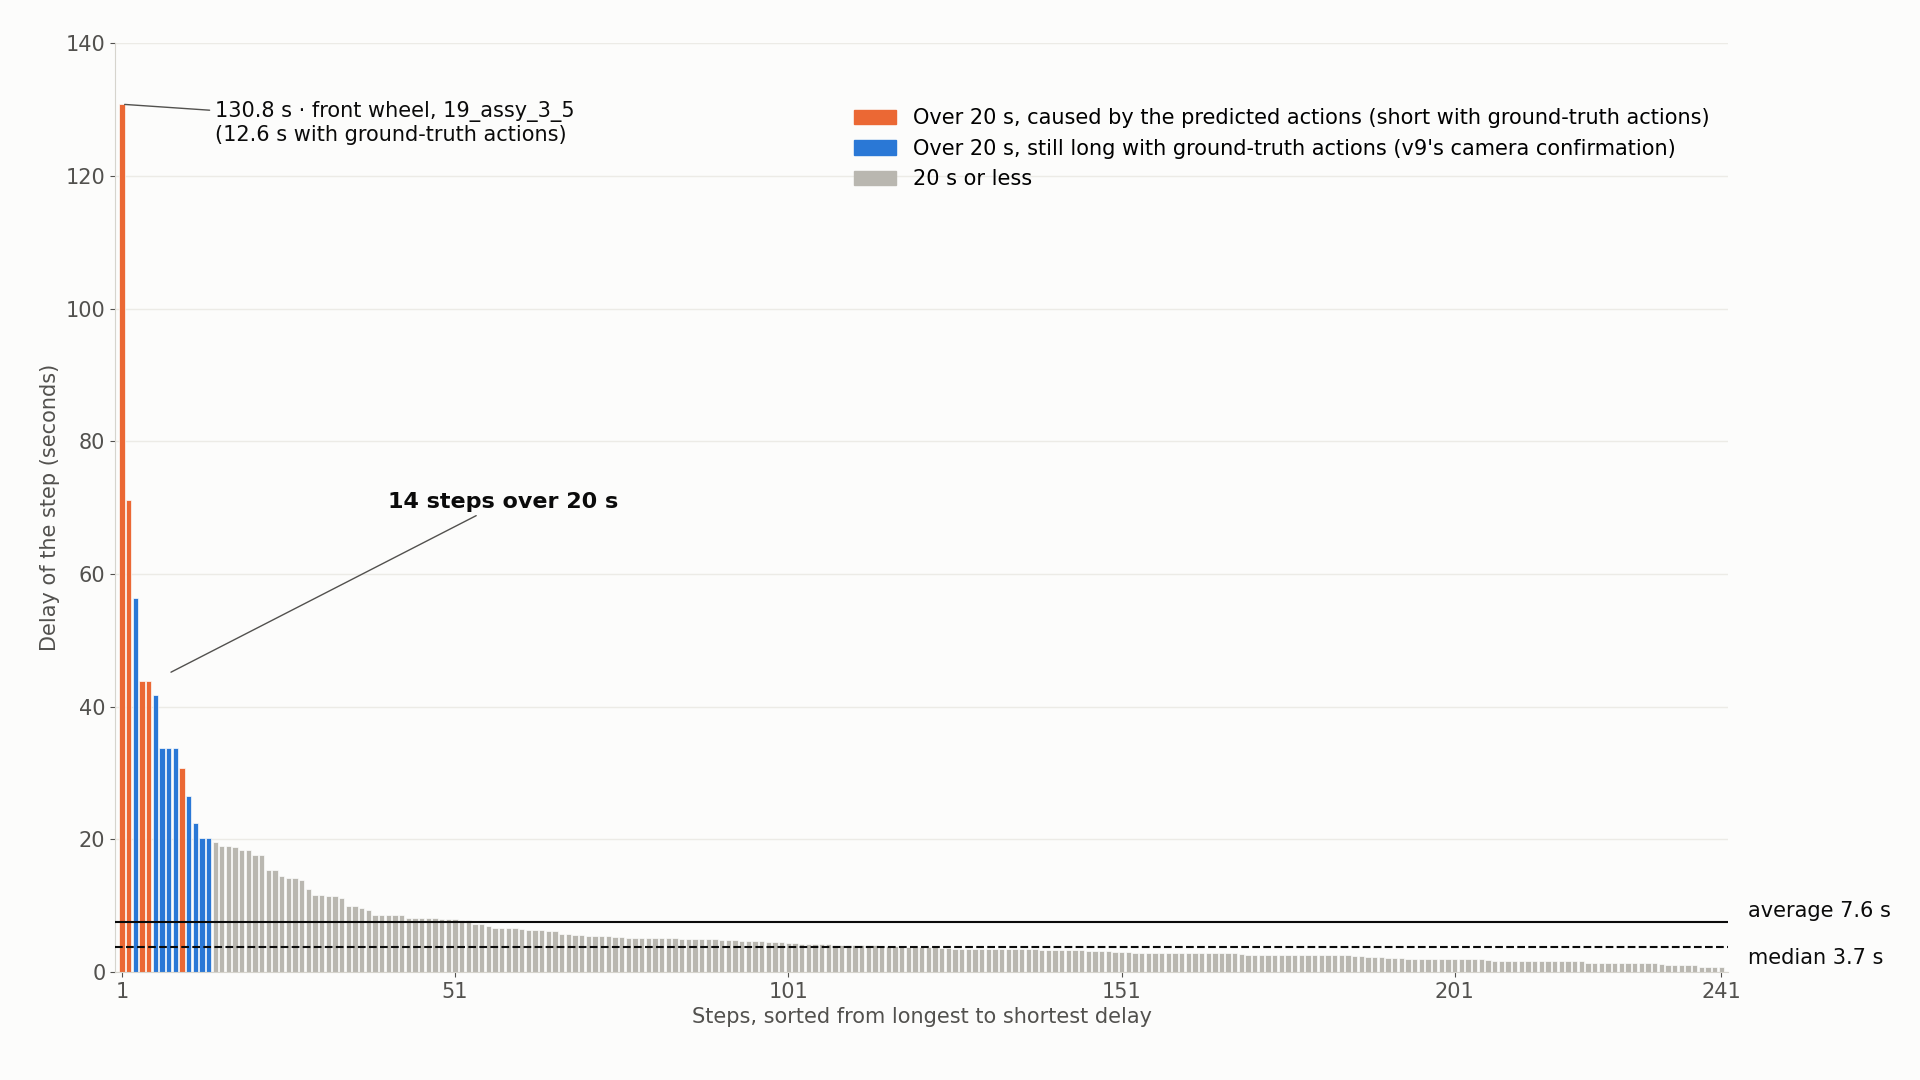 140
130.8 s · front wheel, 19_assy_3_5
(12.6 s with ground-truth actions)
Over 20 s, caused by the predicted actions (short with ground-truth actions)
Over 20 s, still long with ground-truth actions (v9's camera confirmation)
20 s or less
120
100
80
Delay of the step (seconds)
14 steps over 20 s
60
40
20
average 7.6 s
median 3.7 s
0
1
51
101
151
201
241
Steps, sorted from longest to shortest delay